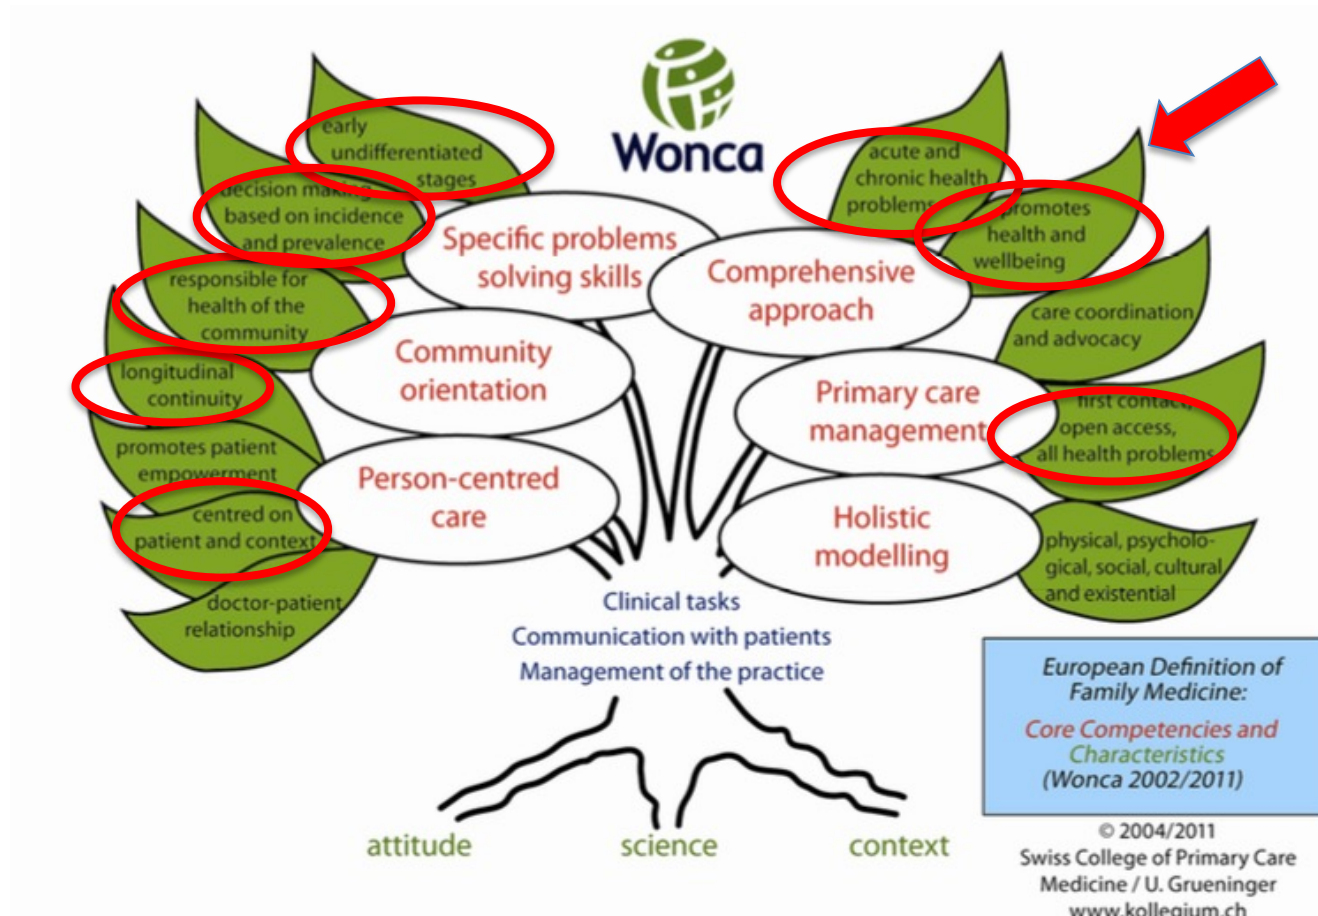 Wonca
early
undifferentiated
stages
decision making
based on incidence
and prevalence
responsible for
health of the
community
longitudinal
continuity
promotes patient
empowerment
centred on
patient and context
doctor-patient
relationship
Specific problems
solving skills
Community
orientation
Person-centred
care
Comprehensive
approach
Primary care
management
Holistic
modelling
acute and
chronic health
problems
promotes
health and
wellbeing
care coordination
and advocacy
first contact,
open access,
all health problems
physical, psycholo-
gical, social, cultural
and existential
Clinical tasks
Communication with patients
Management of the practice
attitude
science
context
European Definition of
Family Medicine:
Core Competencies and
Characteristics
(Wonca 2002/2011)
© 2004/2011
Swiss College of Primary Care
Medicine / U. Grueninger
www.kollegium.ch